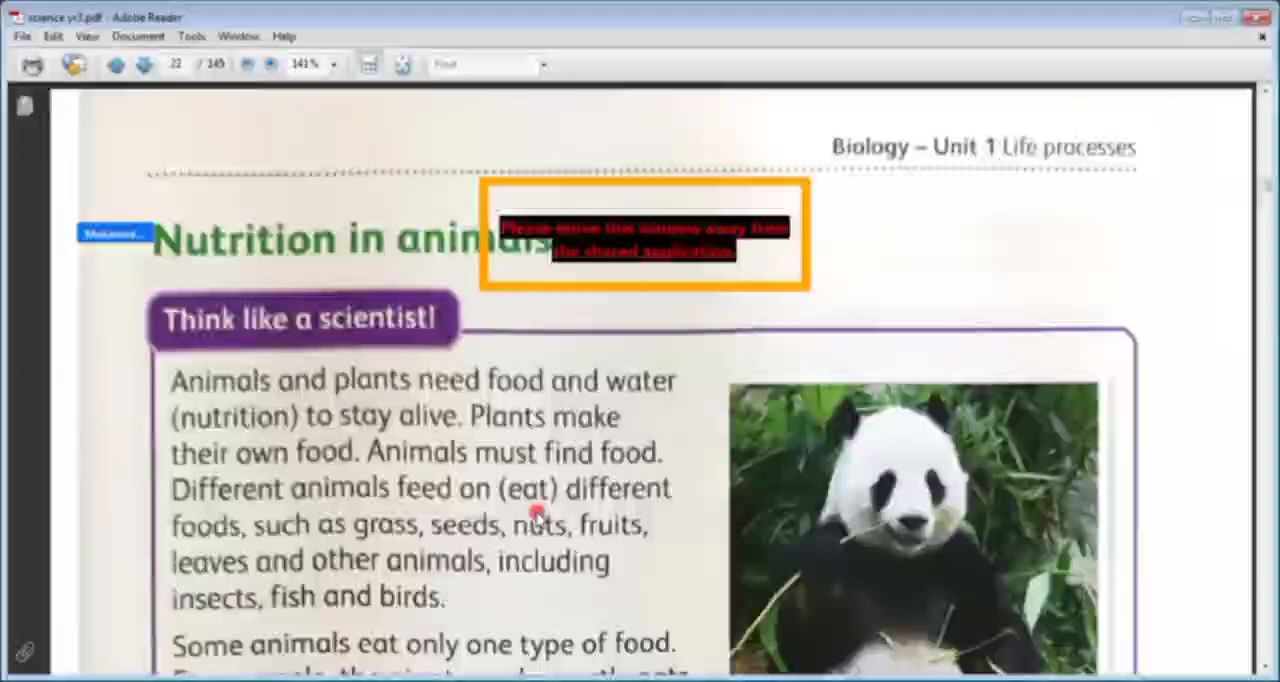 science yr3.pdf - Adobe Reader
File Edit View Document Tools Window Help
22 / 145 141% Find
Biology – Unit 1 Life processes
Nutrition in animals
Please move this window away from
the shared application.
Think like a scientist!
Animals and plants need food and water
(nutrition) to stay alive. Plants make
their own food. Animals must find food.
Different animals feed on (eat) different
foods, such as grass, seeds, nuts, fruits,
leaves and other animals, including
insects, fish and birds.
Some animals eat only one type of food.